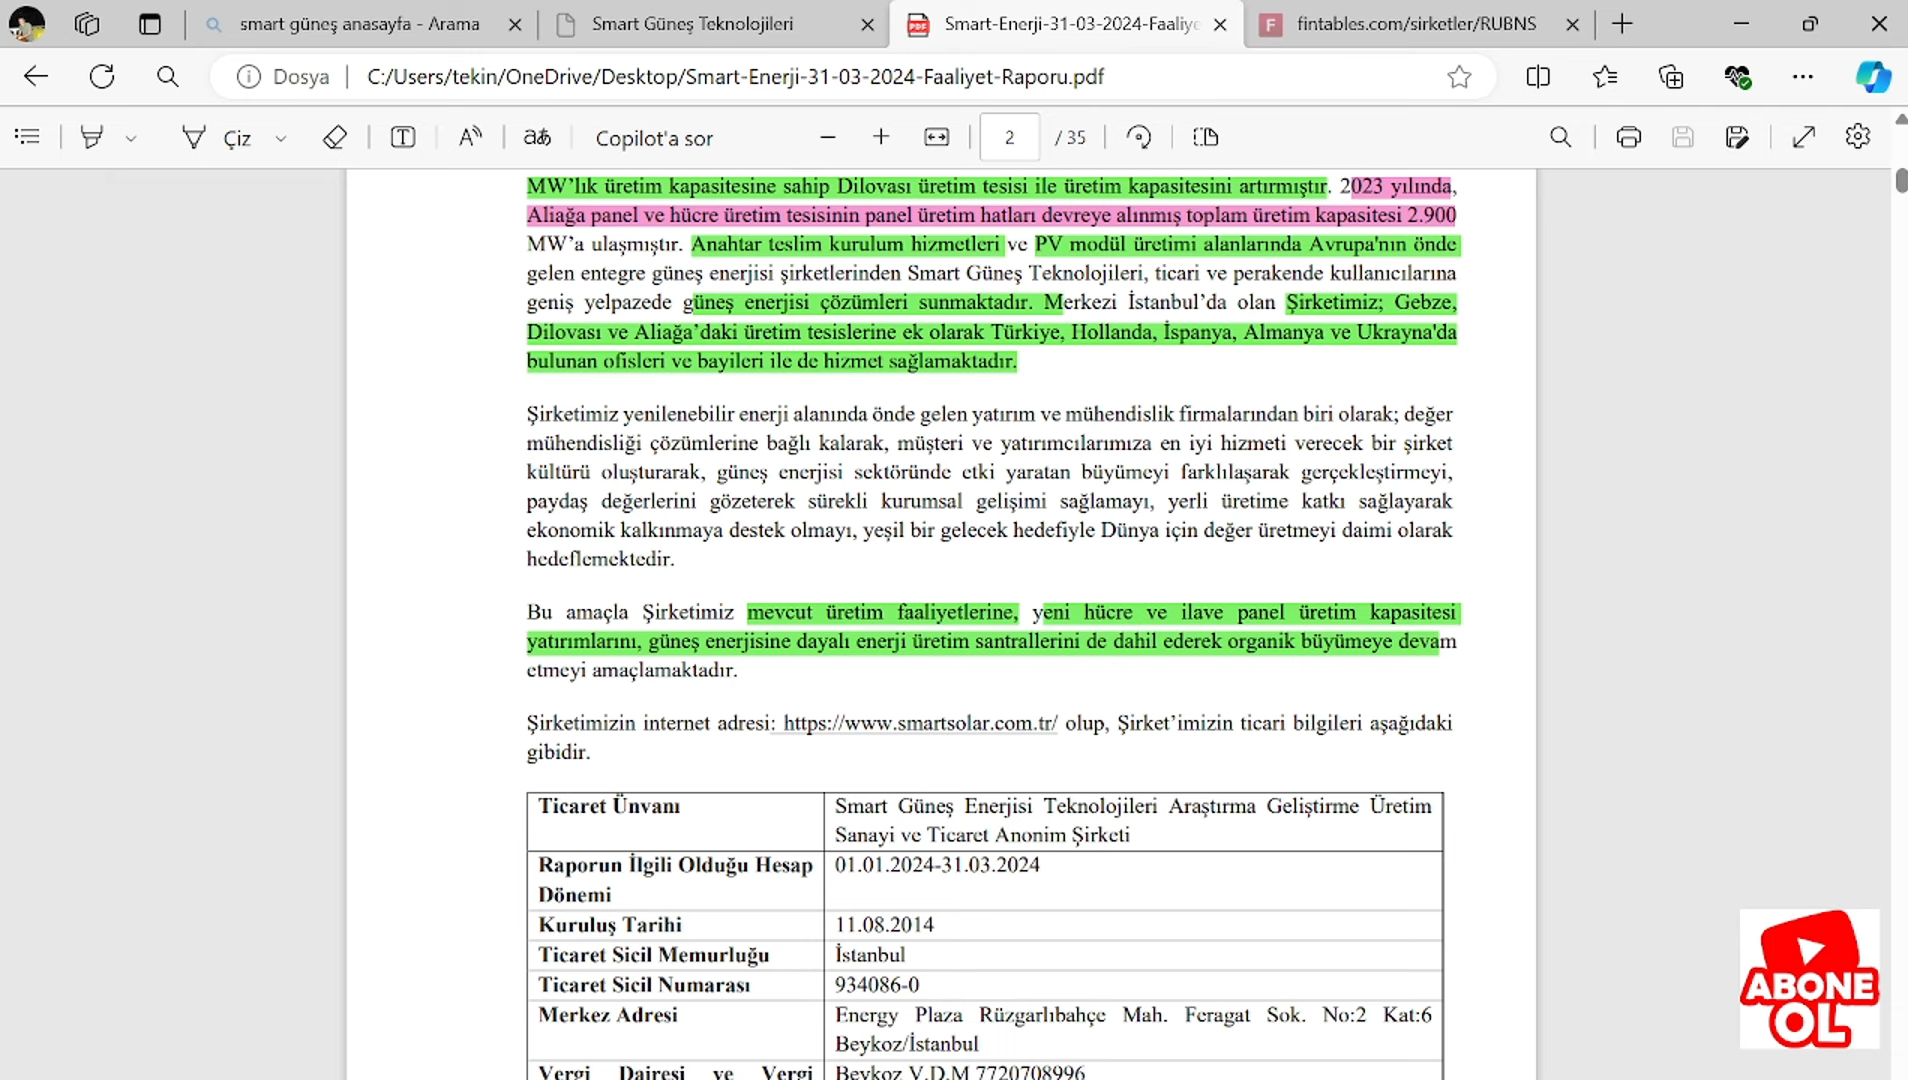 smart güneş anasayfa - Arama
Smart Güneş Teknolojileri
Smart-Enerji-31-03-2024-Faaliye
fintables.com/sirketler/RUBNS
Dosya
C:/Users/tekin/OneDrive/Desktop/Smart-Enerji-31-03-2024-Faaliyet-Raporu.pdf
Çiz
Copilot'a sor
2 / 35
MW’lık üretim kapasitesine sahip Dilovası üretim tesisi ile üretim kapasitesini artırmıştır. 2023 yılında,
Aliağa panel ve hücre üretim tesisinin panel üretim hatları devreye alınmış toplam üretim kapasitesi 2.900
MW’a ulaşmıştır. Anahtar teslim kurulum hizmetleri ve PV modül üretimi alanlarında Avrupa'nın önde
gelen entegre güneş enerjisi şirketlerinden Smart Güneş Teknolojileri, ticari ve perakende kullanıcılarına
geniş yelpazede güneş enerjisi çözümleri sunmaktadır. Merkezi İstanbul’da olan Şirketimiz; Gebze,
Dilovası ve Aliağa’daki üretim tesislerine ek olarak Türkiye, Hollanda, İspanya, Almanya ve Ukrayna'da
bulunan ofisleri ve bayileri ile de hizmet sağlamaktadır.
Şirketimiz yenilenebilir enerji alanında önde gelen yatırım ve mühendislik firmalarından biri olarak; değer
mühendisliği çözümlerine bağlı kalarak, müşteri ve yatırımcılarımıza en iyi hizmeti verecek bir şirket
kültürü oluşturarak, güneş enerjisi sektöründe etki yaratan büyümeyi farklılaşarak gerçekleştirmeyi,
paydaş değerlerini gözeterek sürekli kurumsal gelişimi sağlamayı, yerli üretime katkı sağlayarak
ekonomik kalkınmaya destek olmayı, yeşil bir gelecek hedefiyle Dünya için değer üretmeyi daimi olarak
hedeflemektedir.
Bu amaçla Şirketimiz mevcut üretim faaliyetlerine, yeni hücre ve ilave panel üretim kapasitesi
yatırımlarını, güneş enerjisine dayalı enerji üretim santrallerini de dahil ederek organik büyümeye devam
etmeyi amaçlamaktadır.
Şirketimizin internet adresi: https://www.smartsolar.com.tr/ olup, Şirket’imizin ticari bilgileri aşağıdaki
gibidir.
Ticaret Ünvanı
Smart Güneş Enerjisi Teknolojileri Araştırma Geliştirme Üretim
Sanayi ve Ticaret Anonim Şirketi
Raporun İlgili Olduğu Hesap
Dönemi
01.01.2024-31.03.2024
Kuruluş Tarihi
11.08.2014
Ticaret Sicil Memurluğu
İstanbul
Ticaret Sicil Numarası
934086-0
Merkez Adresi
Energy Plaza Rüzgarlıbahçe Mah. Feragat Sok. No:2 Kat:6
Beykoz/İstanbul
Vergi Dairesi ve Vergi
Beykoz V.D.M 7720708996
ABONE
OL